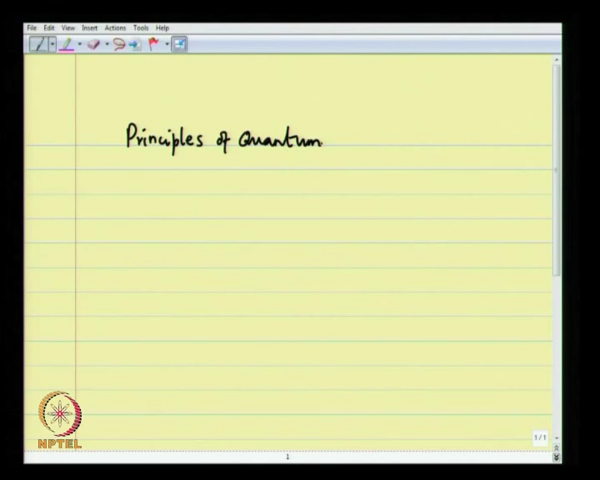 File Edit View Insert Actions Tools Help
Principles of Quantum
NPTEL
1/1
1